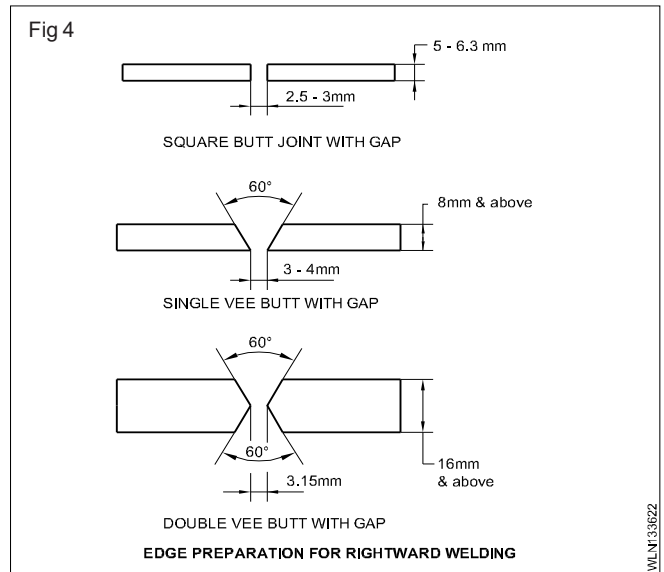 Fig 4
5 - 6.3 mm
2.5 - 3mm
SQUARE BUTT JOINT WITH GAP
60°
8mm & above
3 - 4mm
SINGLE VEE BUTT WITH GAP
60°
60°
16mm
& above
3.15mm
DOUBLE VEE BUTT WITH GAP
EDGE PREPARATION FOR RIGHTWARD WELDING
WLN133622